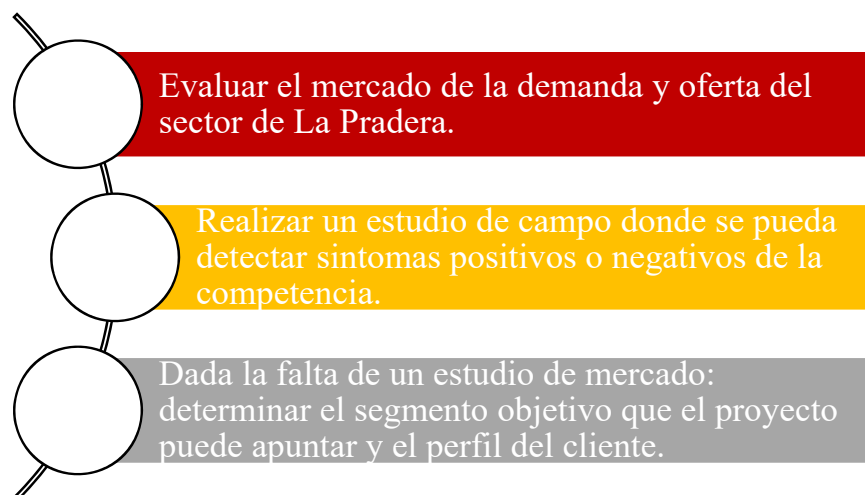 Evaluar el mercado de la demanda y oferta del
sector de La Pradera.
Realizar un estudio de campo donde se pueda
detectar sintomas positivos o negativos de la
competencia.
Dada la falta de un estudio de mercado:
determinar el segmento objetivo que el proyecto
puede apuntar y el perfil del cliente.